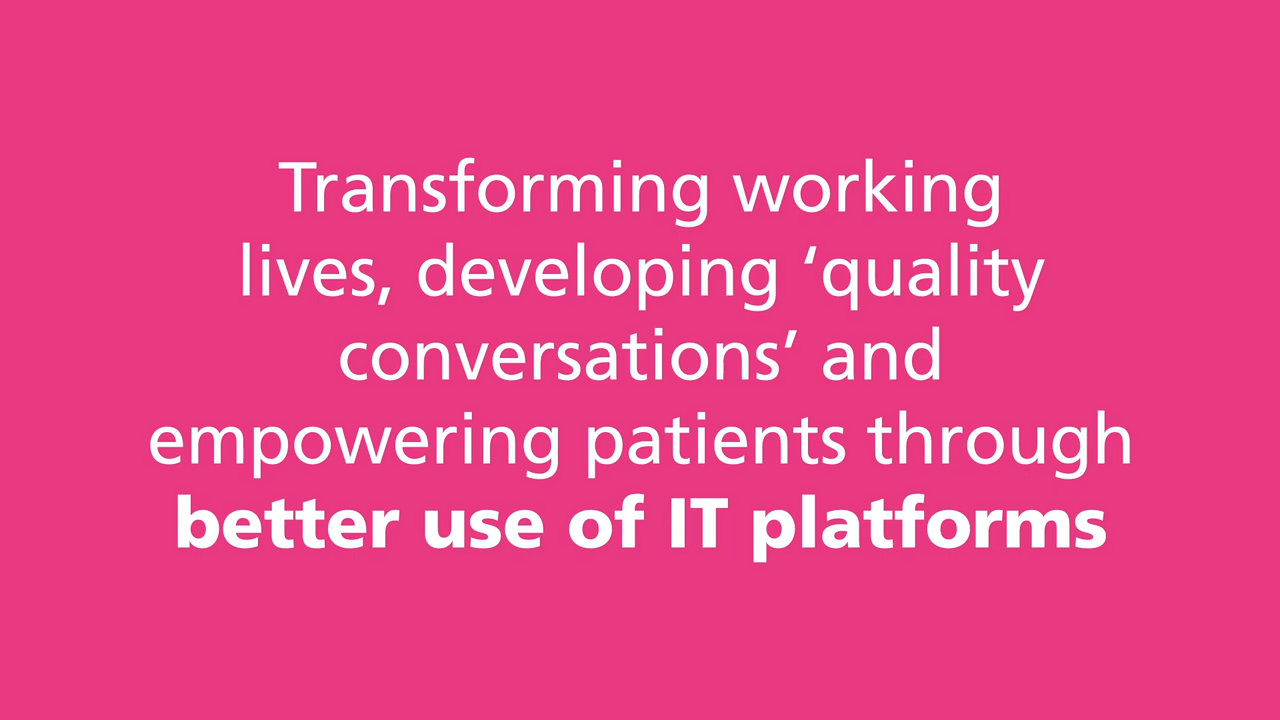 Transforming working
lives, developing ‘quality
conversations’ and
empowering patients through
better use of IT platforms